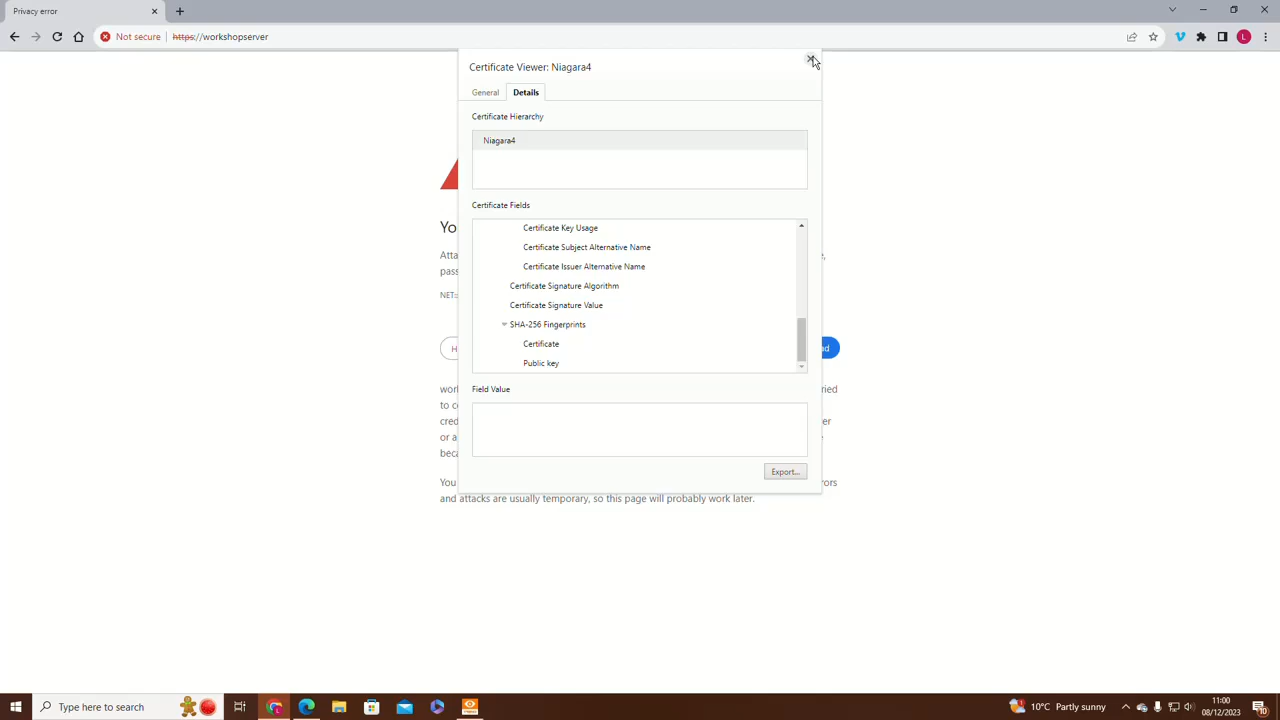 Privacy error
Not secure
https://workshopserver
L
Certificate Viewer: Niagara4
General
Details
Certificate Hierarchy
Niagara4
Certificate Fields
Certificate Key Usage
Certificate Subject Alternative Name
Certificate Issuer Alternative Name
Certificate Signature Algorithm
Certificate Signature Value
SHA-256 Fingerprints
Certificate
Public key
Field Value
Export...
Yo
Atta
pass
NET::
H
ed
work
ried
to c
cred
er
or a
beca
You
rors
and attacks are usually temporary, so this page will probably work later.
Type here to search
10°C Partly sunny
11:00
08/12/2023
10